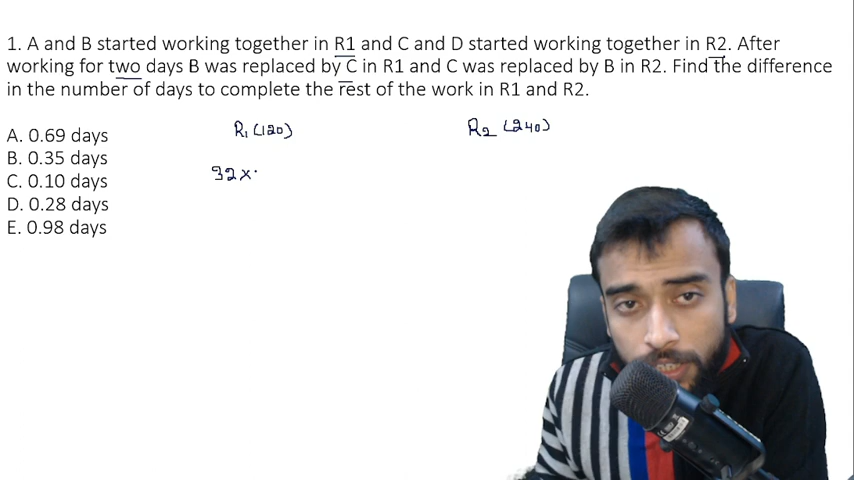 1. A and B started working together in R1 and C and D started working together in R2. After
working for two days B was replaced by C in R1 and C was replaced by B in R2. Find the difference
in the number of days to complete the rest of the work in R1 and R2.
R₁ (120)
R₂ (240)
A. 0.69 days
B. 0.35 days
32x·
C. 0.10 days
D. 0.28 days
E. 0.98 days